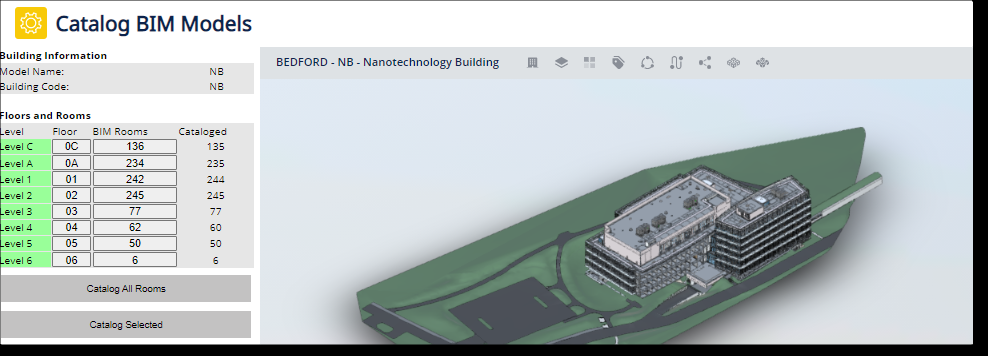 Catalog BIM Models
Building Information
Model Name: NB
Building Code: NB
BEDFORD - NB - Nanotechnology Building
Floors and Rooms
Level Floor BIM Rooms Cataloged
Level C 0C 136 135
Level A 0A 234 235
Level 1 01 242 244
Level 2 02 245 245
Level 3 03 77 77
Level 4 04 62 60
Level 5 05 50 50
Level 6 06 6 6
Catalog All Rooms
Catalog Selected